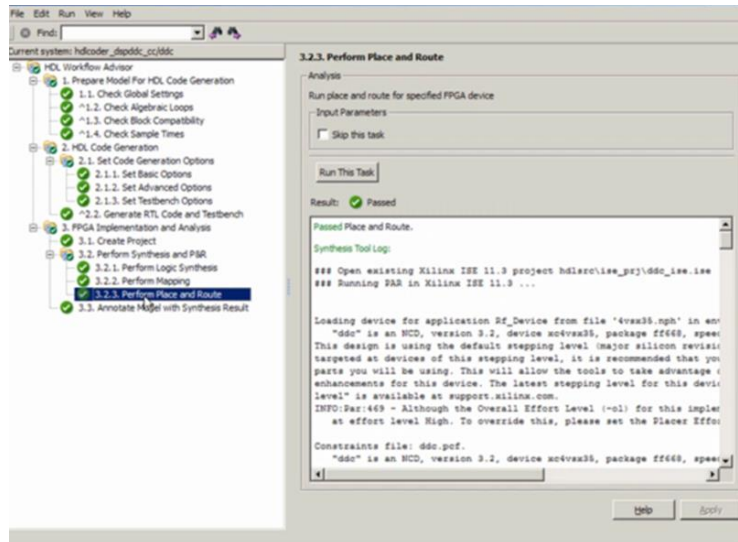 File Edit Run View Help
Find:
Current system: hdlcoder_dspddc_cc/ddc
HDL Workflow Advisor
1. Prepare Model For HDL Code Generation
1.1. Check Global Settings
^1.2. Check Algebraic Loops
^1.3. Check Block Compatibility
^1.4. Check Sample Times
2. HDL Code Generation
2.1. Set Code Generation Options
2.1.1. Set Basic Options
2.1.2. Set Advanced Options
2.1.3. Set Testbench Options
^2.2. Generate RTL Code and Testbench
3. FPGA Implementation and Analysis
3.1. Create Project
3.2. Perform Synthesis and P&R
3.2.1. Perform Logic Synthesis
3.2.2. Perform Mapping
3.2.3. Perform Place and Route
3.3. Annotate Model with Synthesis Result
3.2.3. Perform Place and Route
Analysis
Run place and route for specified FPGA device
Input Parameters
Skip this task
Run This Task
Result: Passed
Passed Place and Route.
Synthesis Tool Log:
### Open existing Xilinx ISE 11.3 project hdlsrc\ise_prj\ddc_ise.ise
### Running PAR in Xilinx ISE 11.3 ...
Loading device for application Rf_Device from file '4vsx35.nph' in en
"ddc" is an NCD, version 3.2, device xc4vsx35, package ff668, spee
This design is using the default stepping level (major silicon revisi
targeted at devices of this stepping level, it is recommended that yo
parts you will be using. This will allow the tools to take advantage
enhancements for this device. The latest stepping level for this devi
level" is available at support.xilinx.com.
INFO:Par:469 - Although the Overall Effort Level (-ol) for this imple
at effort level High. To override this, please set the Placer Effo
Constraints file: ddc.pcf.
"ddc" is an NCD, version 3.2, device xc4vsx35, package ff668, spee
Help Apply